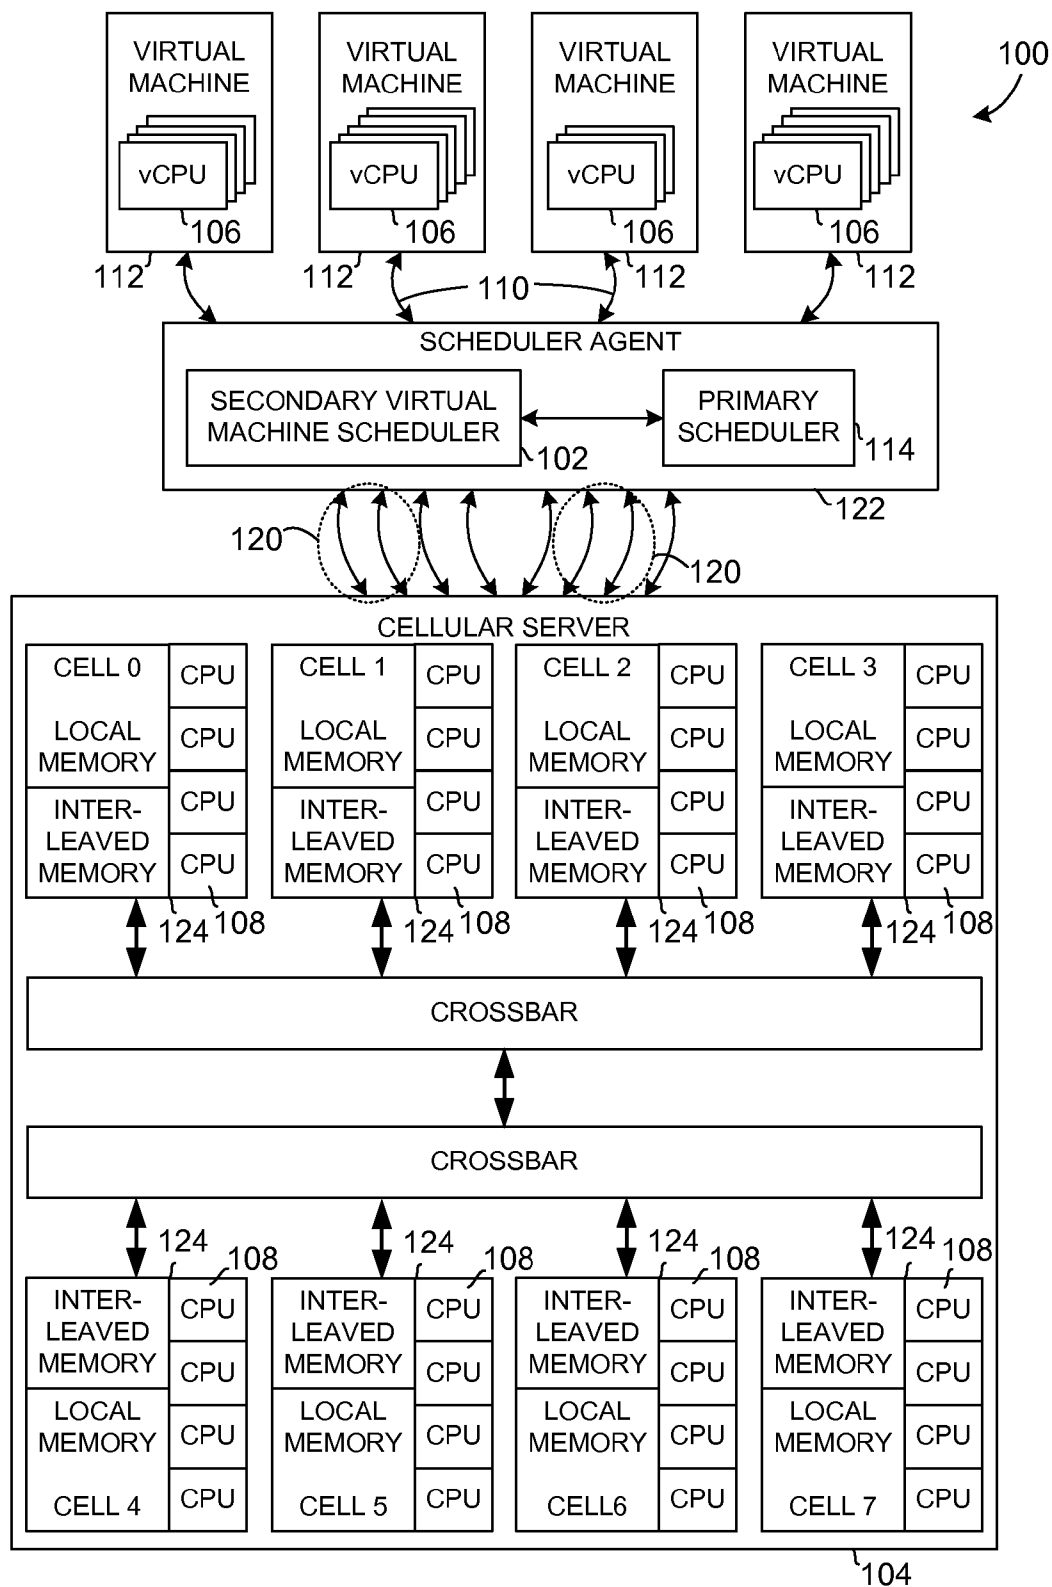 VIRTUAL MACHINE
vCPU
106
112
VIRTUAL MACHINE
vCPU
106
112
VIRTUAL MACHINE
vCPU
106
112
VIRTUAL MACHINE
vCPU
106
112
100
110
SCHEDULER AGENT
SECONDARY VIRTUAL
MACHINE SCHEDULER
102
PRIMARY
SCHEDULER
114
122
120
120
CELLULAR SERVER
CELL 0
LOCAL
MEMORY
INTER-
LEAVED
MEMORY
CPU
CPU
CPU
CPU
124
108
CELL 1
LOCAL
MEMORY
INTER-
LEAVED
MEMORY
CPU
CPU
CPU
CPU
124
108
CELL 2
LOCAL
MEMORY
INTER-
LEAVED
MEMORY
CPU
CPU
CPU
CPU
124
108
CELL 3
LOCAL
MEMORY
INTER-
LEAVED
MEMORY
CPU
CPU
CPU
CPU
124
108
CROSSBAR
CROSSBAR
124
108
INTER-
LEAVED
MEMORY
LOCAL
MEMORY
CELL 4
CPU
CPU
CPU
CPU
124
108
INTER-
LEAVED
MEMORY
LOCAL
MEMORY
CELL 5
CPU
CPU
CPU
CPU
124
108
INTER-
LEAVED
MEMORY
LOCAL
MEMORY
CELL6
CPU
CPU
CPU
CPU
124
108
INTER-
LEAVED
MEMORY
LOCAL
MEMORY
CELL 7
CPU
CPU
CPU
CPU
104